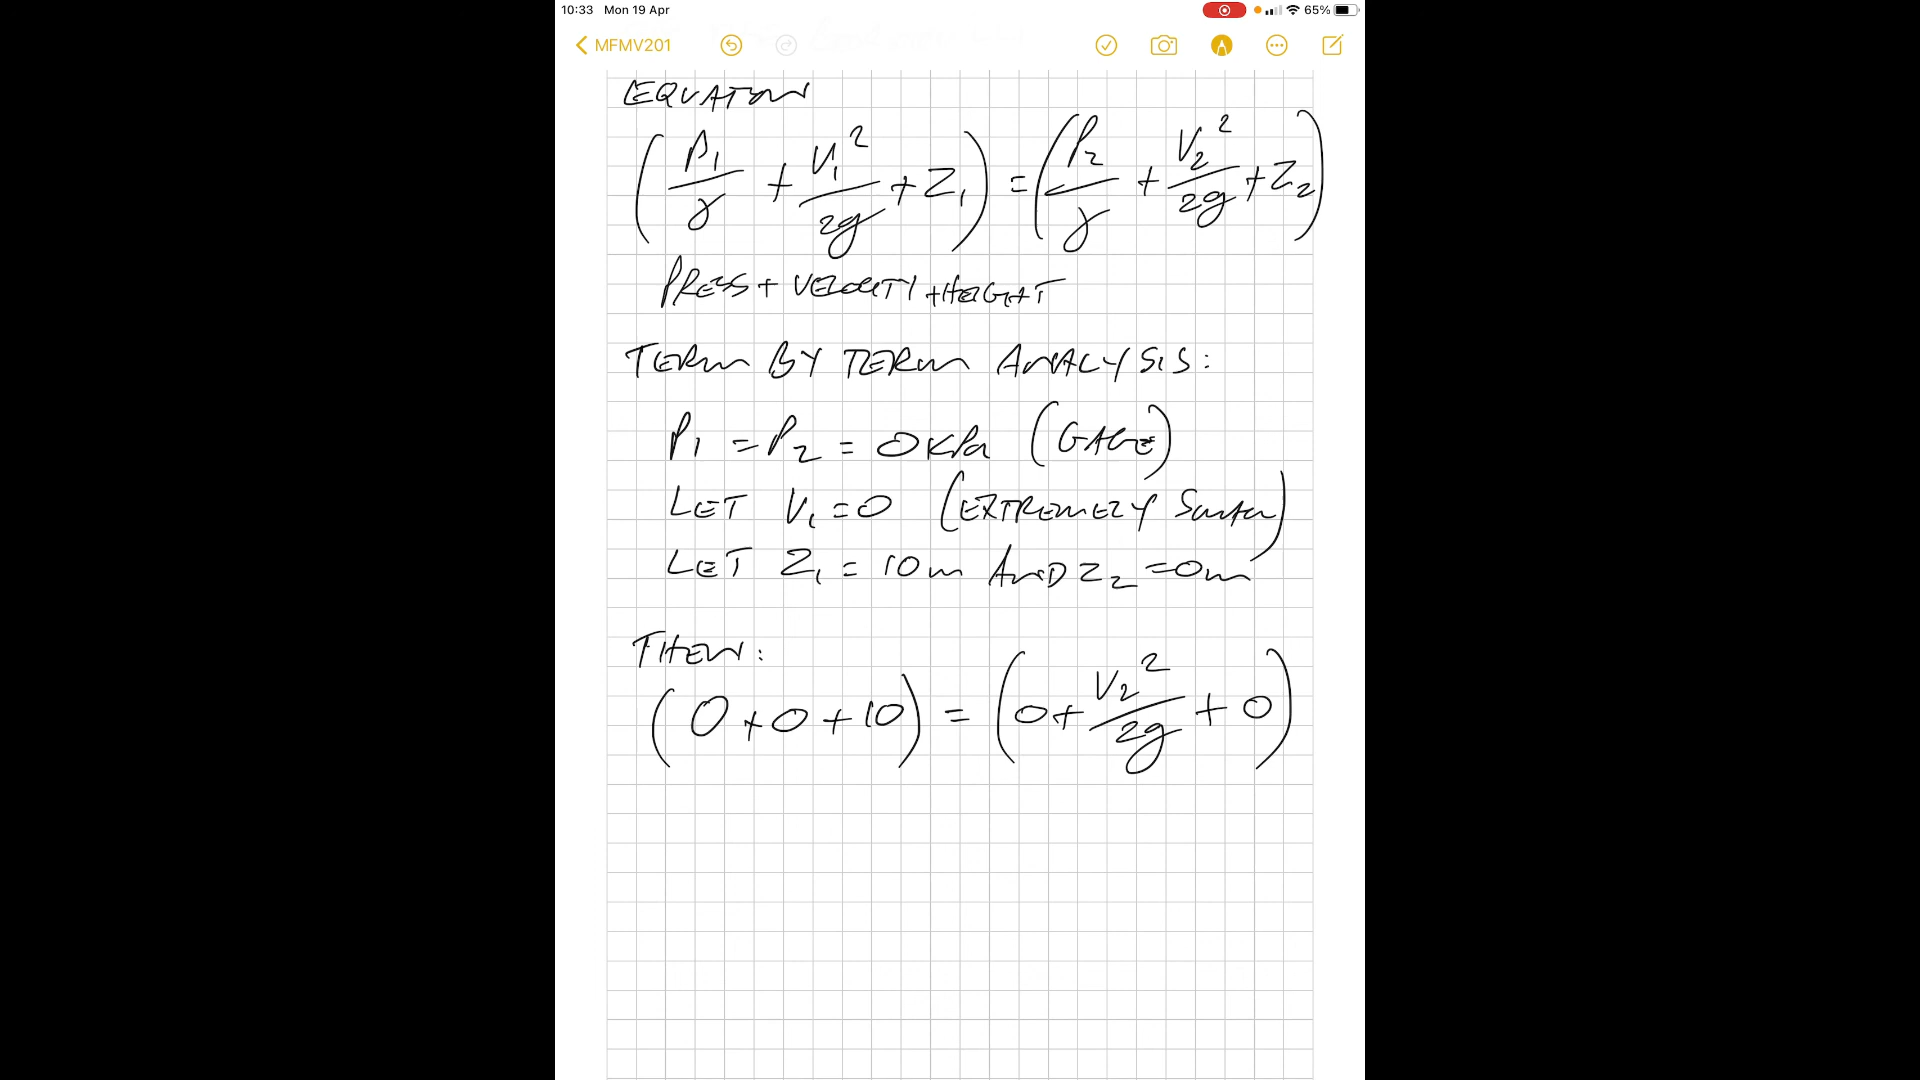 10:33 Mon 19 Apr 65%
MFMV201
EQUATION
(P₁/γ + V₁²/2g + Z₁) = (P₂/γ + V₂²/2g + Z₂)
PRESS + VELOCITY + HEIGHT
TERM BY TERM ANALYSIS:
P₁ = P₂ = 0 kPa (GAGE)
LET V₁ = 0 (EXTREMELY SMALL)
LET Z₁ = 10m AND Z₂ = 0m
THEN:
(0 + 0 + 10) = (0 + V₂²/2g + 0)